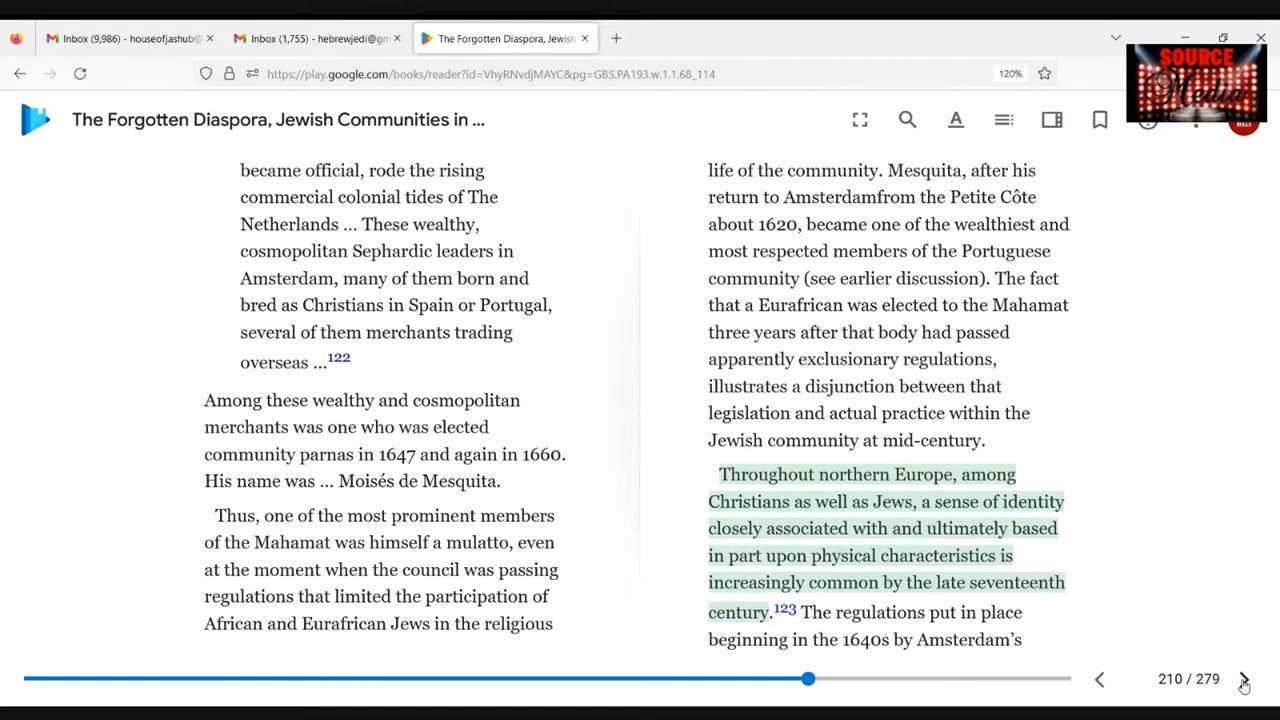 Inbox (9,986) - houseofjashub@
Inbox (1,755) - hebrewjedi@gm
The Forgotten Diaspora, Jewish
https://play.google.com/books/reader?id=VhyRNvdjMAYC&pg=GBS.PA193.w.1.1.68_114
120%
SOURCE
Media
The Forgotten Diaspora, Jewish Communities in ...
became official, rode the rising
commercial colonial tides of The
Netherlands ... These wealthy,
cosmopolitan Sephardic leaders in
Amsterdam, many of them born and
bred as Christians in Spain or Portugal,
several of them merchants trading
overseas ...122
Among these wealthy and cosmopolitan
merchants was one who was elected
community parnas in 1647 and again in 1660.
His name was ... Moisés de Mesquita.
Thus, one of the most prominent members
of the Mahamat was himself a mulatto, even
at the moment when the council was passing
regulations that limited the participation of
African and Eurafrican Jews in the religious
life of the community. Mesquita, after his
return to Amsterdamfrom the Petite Côte
about 1620, became one of the wealthiest and
most respected members of the Portuguese
community (see earlier discussion). The fact
that a Eurafrican was elected to the Mahamat
three years after that body had passed
apparently exclusionary regulations,
illustrates a disjunction between that
legislation and actual practice within the
Jewish community at mid-century.
Throughout northern Europe, among
Christians as well as Jews, a sense of identity
closely associated with and ultimately based
in part upon physical characteristics is
increasingly common by the late seventeenth
century.123 The regulations put in place
beginning in the 1640s by Amsterdam's
210 / 279